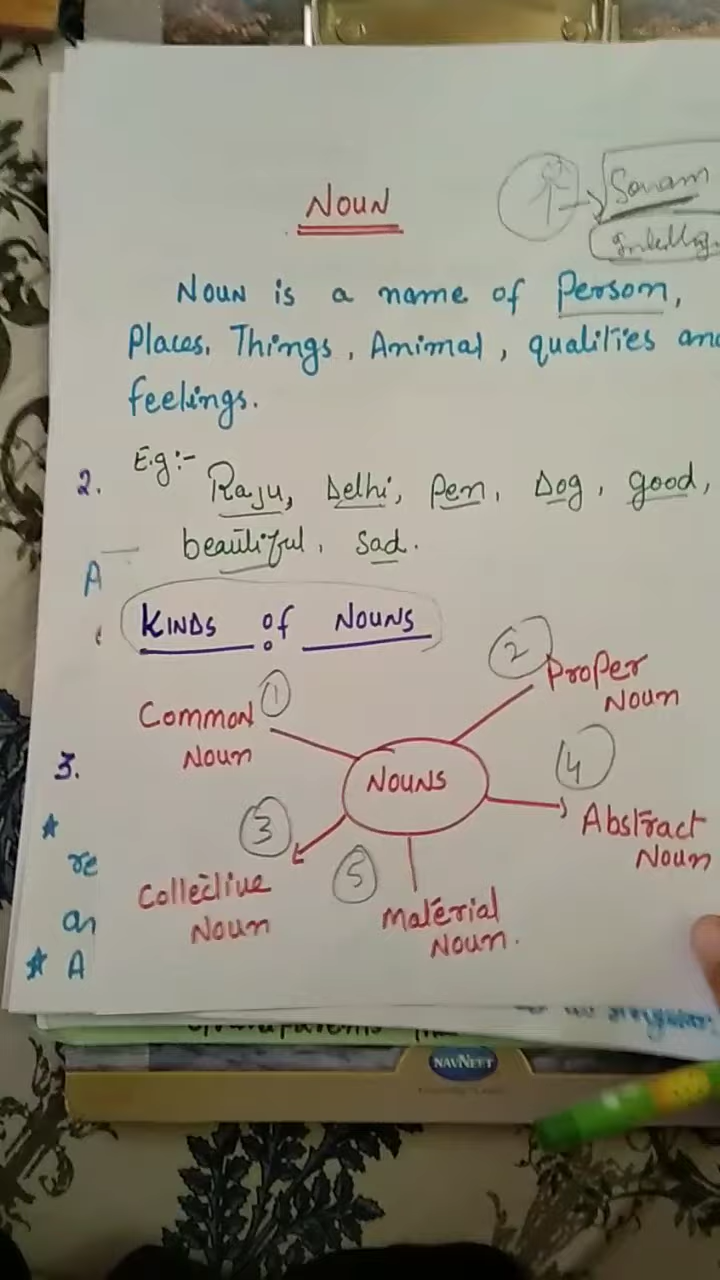 NOUN
Sonam
NOUN is a name of Person,
Places, Things, Animal, qualities and
feelings.
2. E.g:- Raju, Delhi, Pen, Dog, good,
beautiful, sad.
A
KINDS of NOUNS
① Common Noun
② Proper Noun
NOUNS
3.
③ Collective Noun
④ Abstract Noun
⑤ Material Noun.
re
an
A
NAVNEET